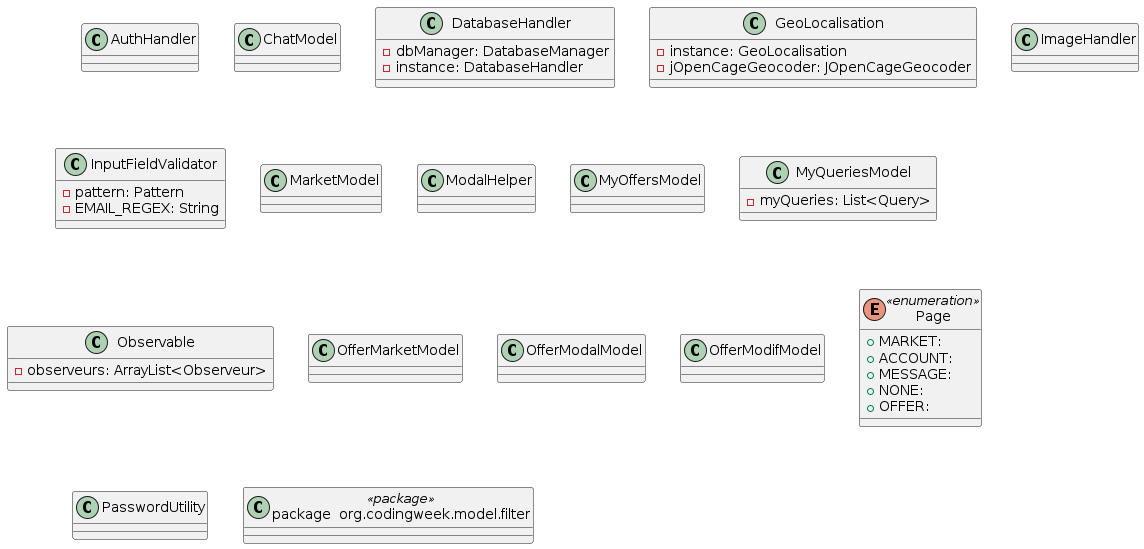 C AuthHandler
C ChatModel
C DatabaseHandler
dbManager: DatabaseManager
instance: DatabaseHandler
C GeoLocalisation
instance: GeoLocalisation
jOpenCageGeocoder: JOpenCageGeocoder
C ImageHandler
C InputFieldValidator
pattern: Pattern
EMAIL_REGEX: String
C MarketModel
C ModalHelper
C MyOffersModel
C MyQueriesModel
myQueries: List<Query>
C Observable
observeurs: ArrayList<Observeur>
C OfferMarketModel
C OfferModalModel
C OfferModifModel
E «enumeration»
Page
MARKET:
ACCOUNT:
MESSAGE:
NONE:
OFFER:
C PasswordUtility
C «package»
package org.codingweek.model.filter